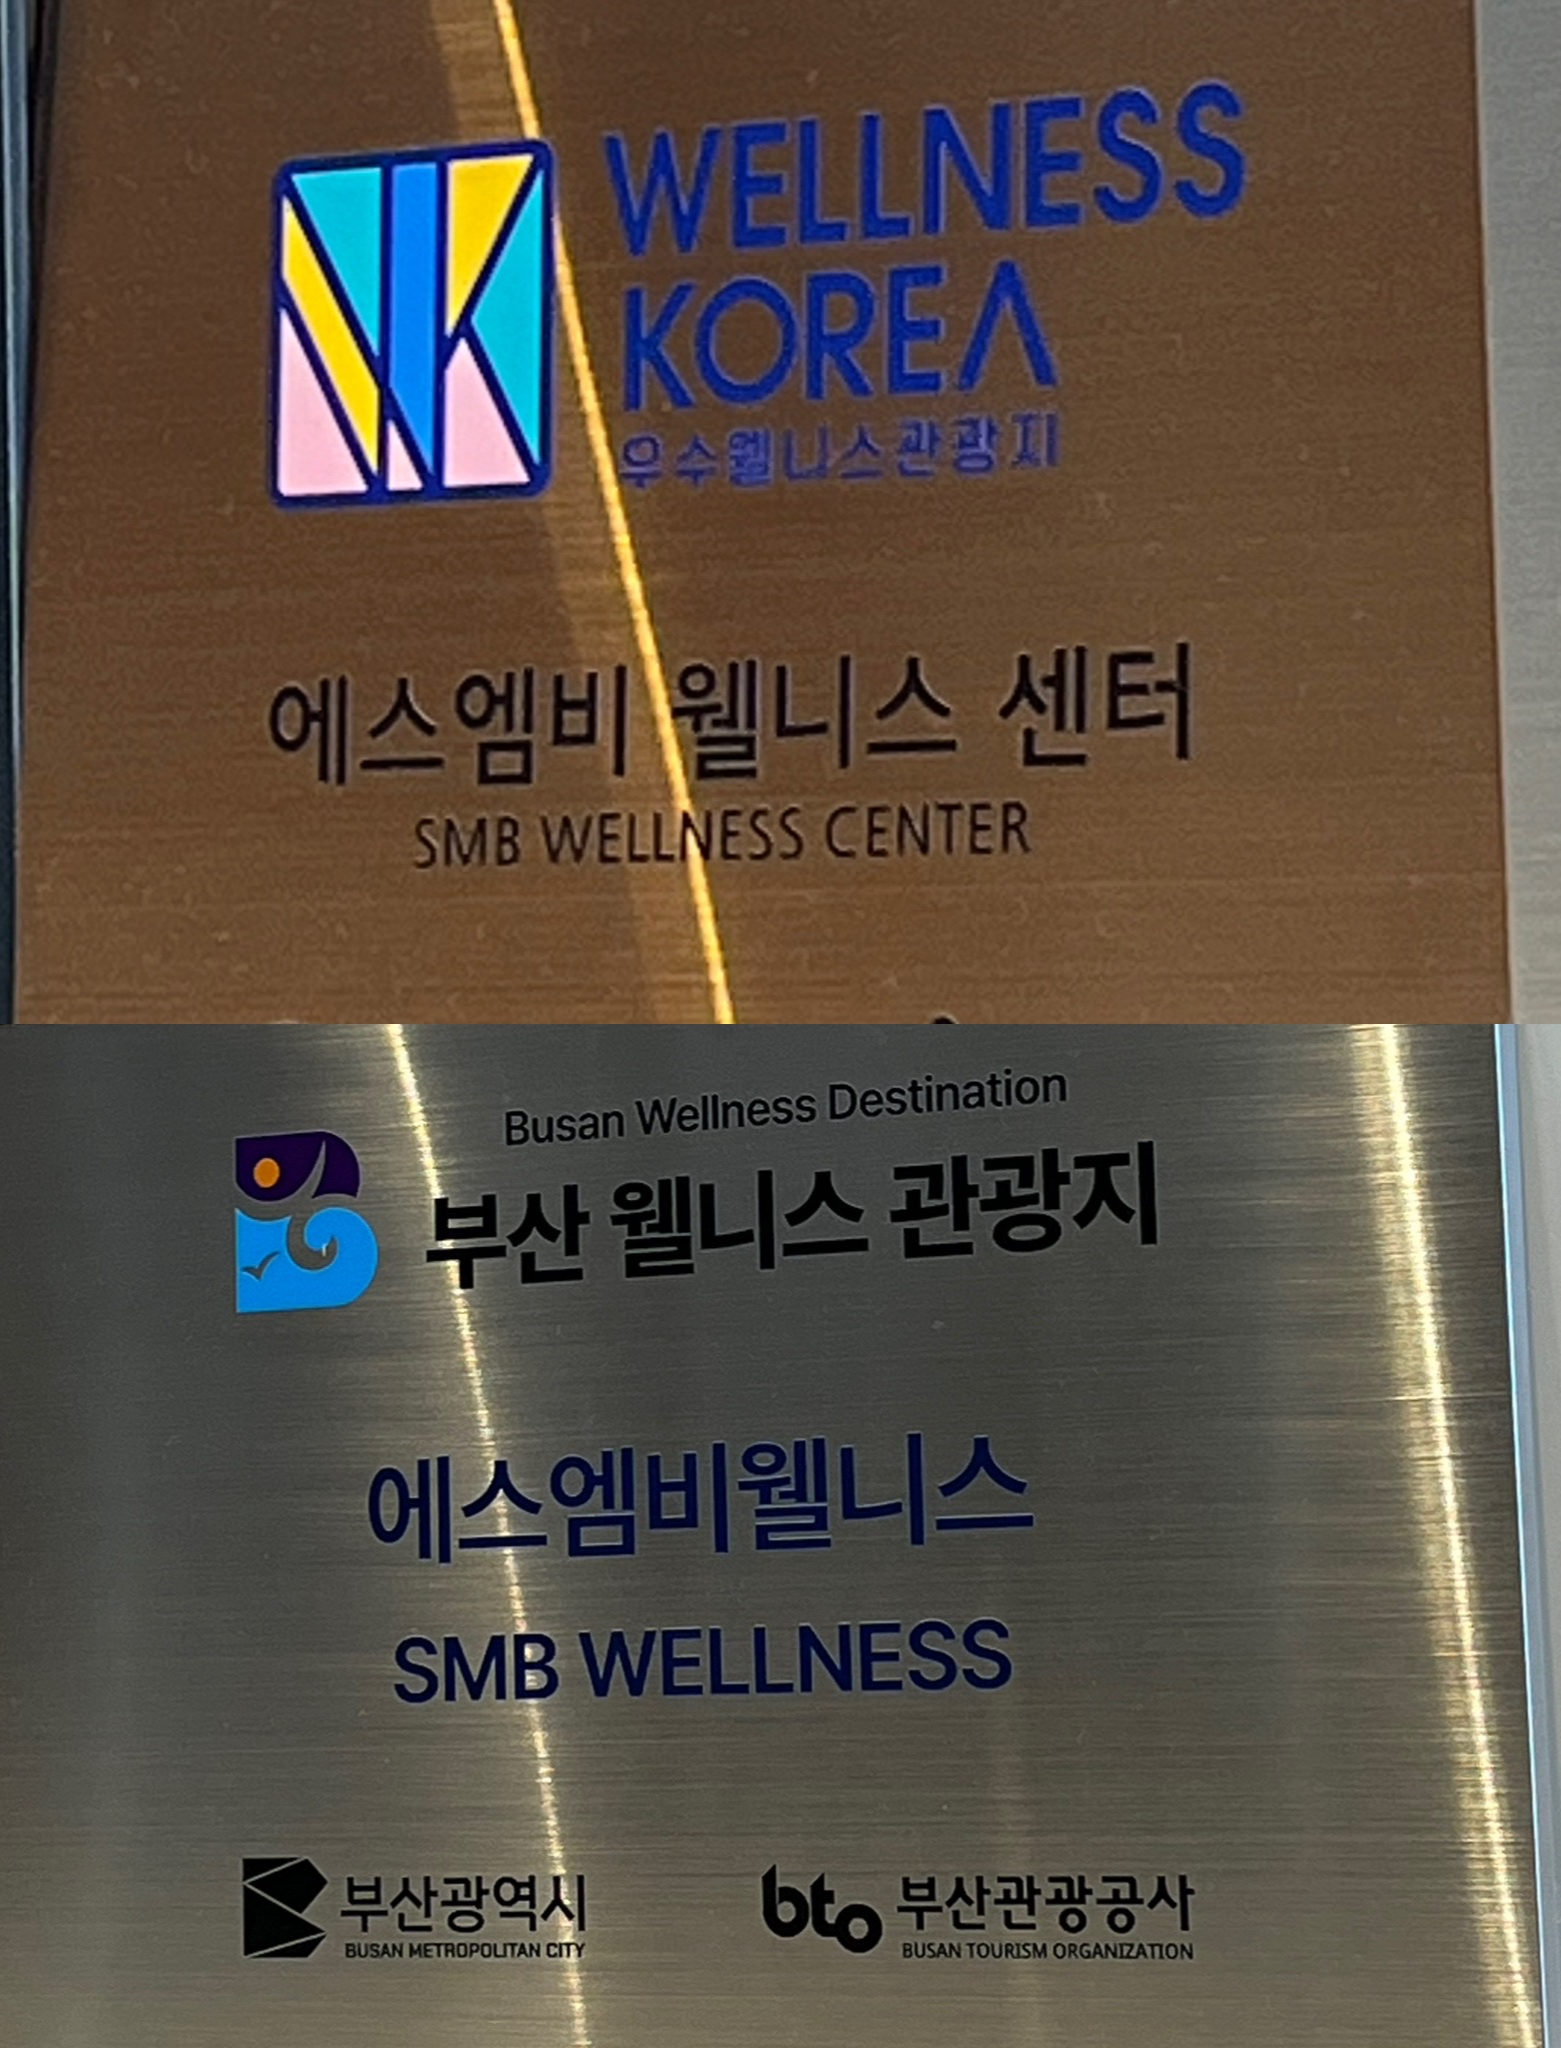 WELLNESS
KOREA
우수웰니스관광지
에스엠비 웰니스 센터
SMB WELLNESS CENTER
Busan Wellness Destination
부산 웰니스 관광지
에스엠비웰니스
SMB WELLNESS
부산광역시
BUSAN METROPOLITAN CITY
bto 부산관광공사
BUSAN TOURISM ORGANIZATION